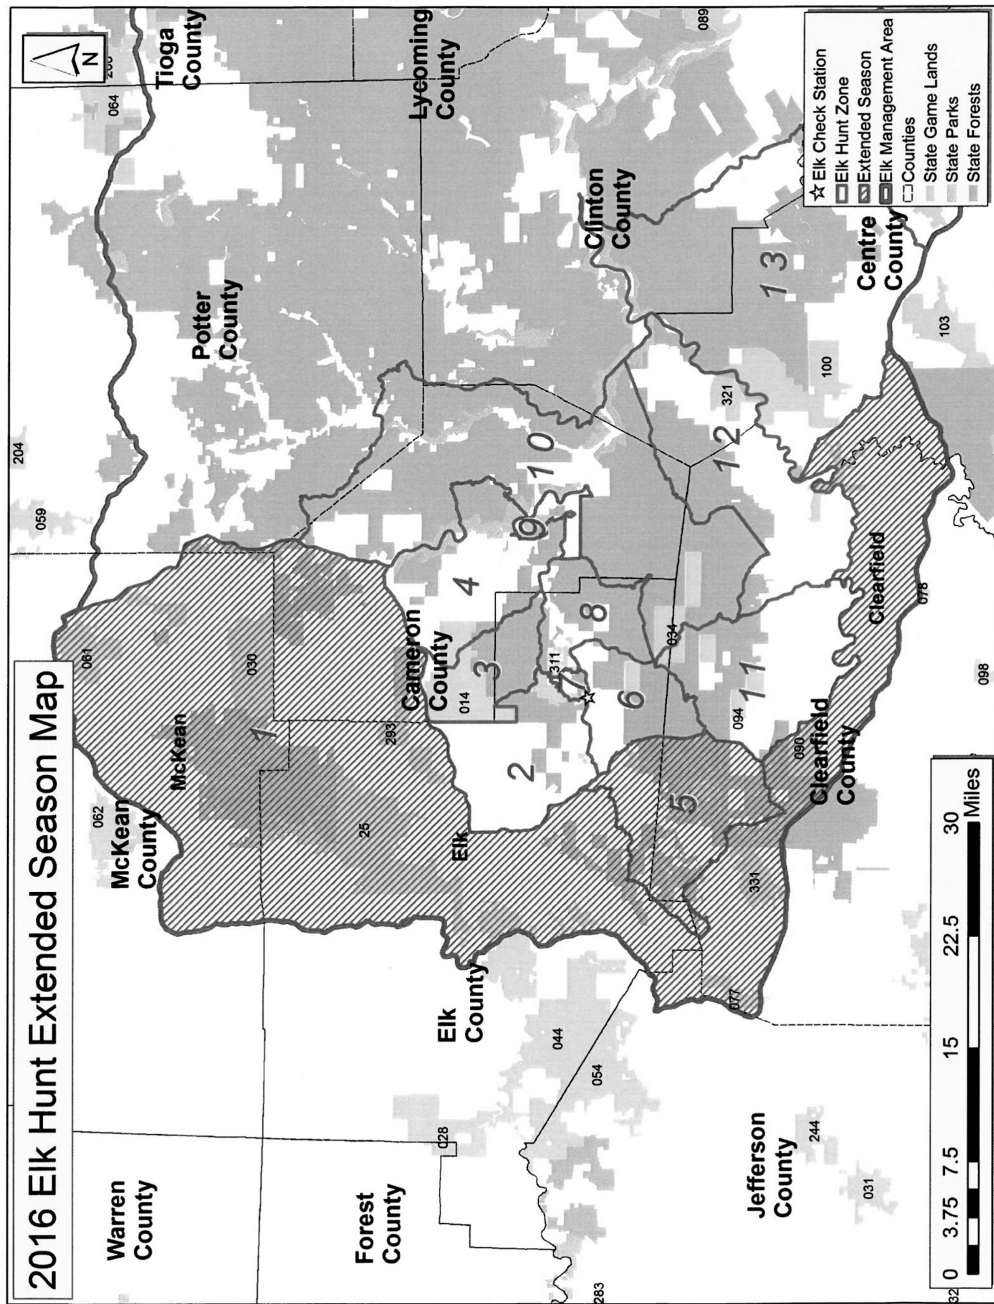 2016 Elk Hunt Extended Season Map
N
Tioga
County
064
089
Lycoming
County
204
059
Potter
County
Clinton
County
Centre
County
061
030
062
McKean
County
McKean
1
293
25
Cameron
County
014
Elk
Elk
County
2
3
4
9
10
311
7
8
6
5
034
12
321
100
13
103
11
094
090
Clearfield
County
Clearfield
078
098
331
077
Warren
County
Forest
County
028
044
054
Jefferson
County
244
031
283
32
Elk Check Station
Elk Hunt Zone
Extended Season
Elk Management Area
Counties
State Game Lands
State Parks
State Forests
0 3.75 7.5 15 22.5 30
Miles